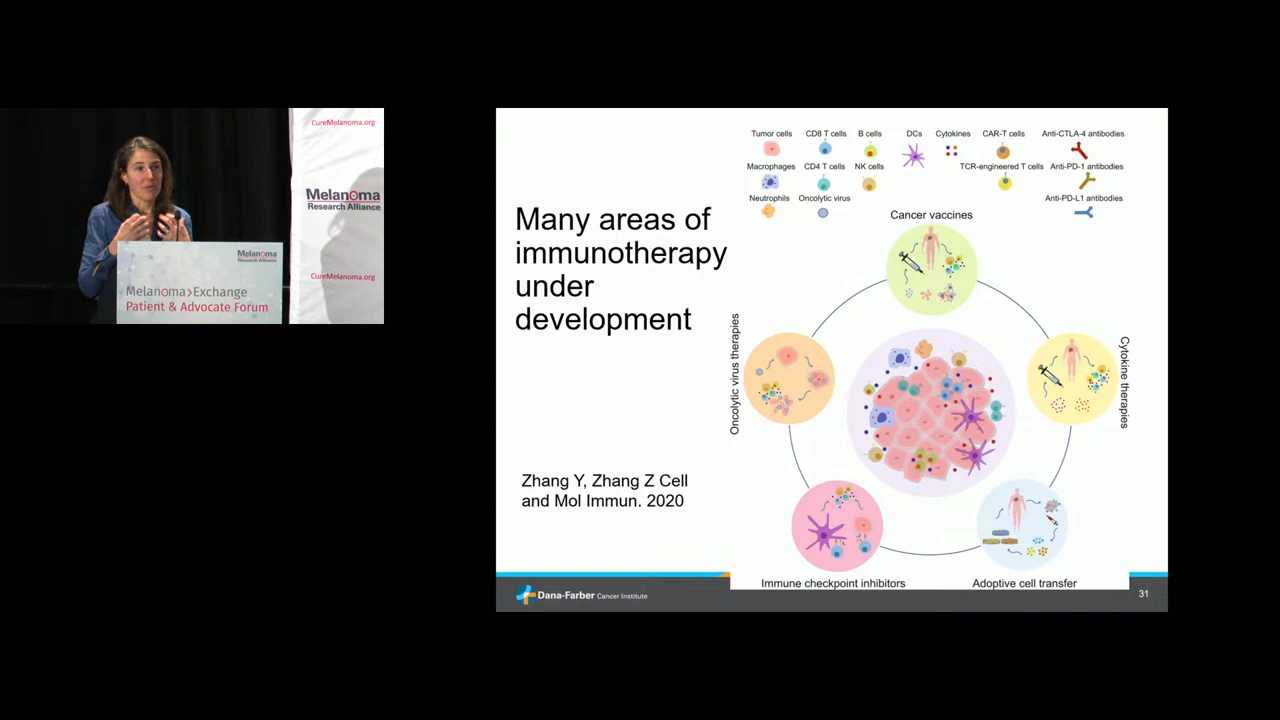 CureMelanoma.org
Melanoma
Research Alliance
CureMelanoma.org
Melanoma
Research Alliance
Melanoma>Exchange
Patient & Advocate Forum
Many areas of
immunotherapy
under
development
Zhang Y, Zhang Z Cell
and Mol Immun. 2020
Tumor cells CD8 T cells B cells DCs Cytokines CAR-T cells Anti-CTLA-4 antibodies
Macrophages CD4 T cells NK cells TCR-engineered T cells Anti-PD-1 antibodies
Neutrophils Oncolytic virus Anti-PD-L1 antibodies
Cancer vaccines
Oncolytic virus therapies
Cytokine therapies
Immune checkpoint inhibitors Adoptive cell transfer
Dana-Farber Cancer Institute
31